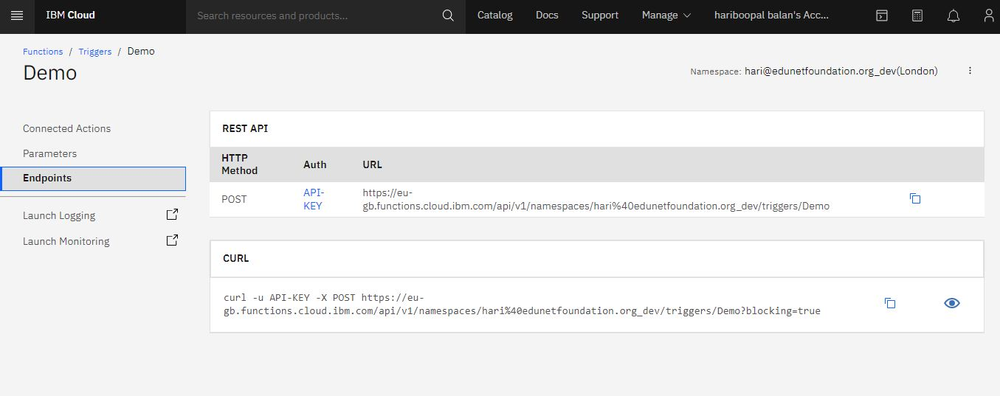 IBM Cloud
Search resources and products...
Catalog
Docs
Support
Manage
hariboopal balan's Acc...
Functions / Triggers / Demo
Demo
Namespace: hari@edunetfoundation.org_dev(London)
Connected Actions
Parameters
Endpoints
Launch Logging
Launch Monitoring
REST API
HTTP
Method
Auth
URL
POST
API-
KEY
https://eu-
gb.functions.cloud.ibm.com/api/v1/namespaces/hari%40edunetfoundation.org_dev/triggers/Demo
CURL
curl -u API-KEY -X POST https://eu-
gb.functions.cloud.ibm.com/api/v1/namespaces/hari%40edunetfoundation.org_dev/triggers/Demo?blocking=true